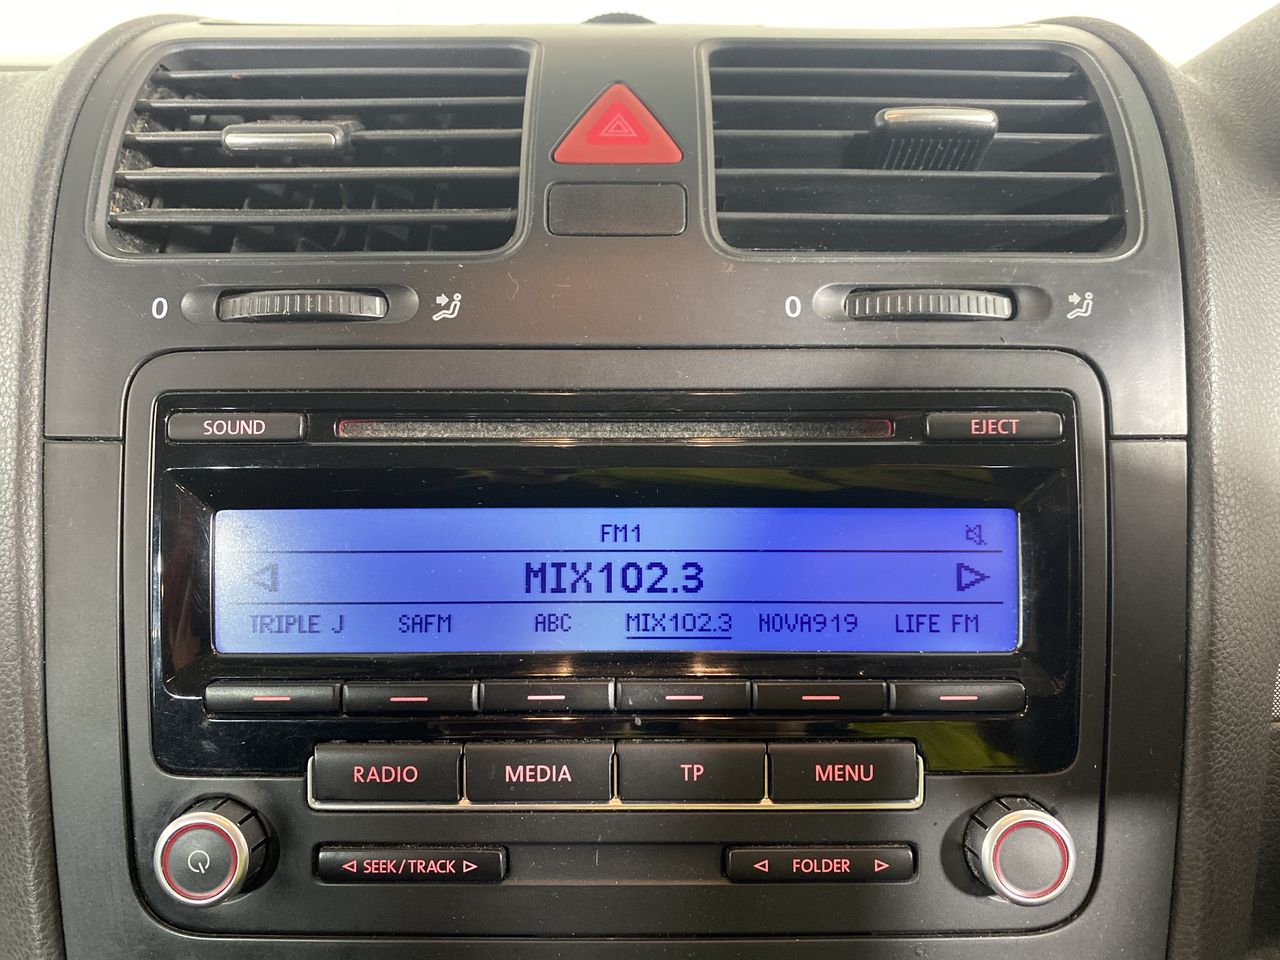 0 0
SOUND EJECT
FM1
MIX102.3
TRIPLE J SAFM ABC MIX102.3 NOVA919 LIFE FM
RADIO MEDIA TP MENU
SEEK/TRACK FOLDER